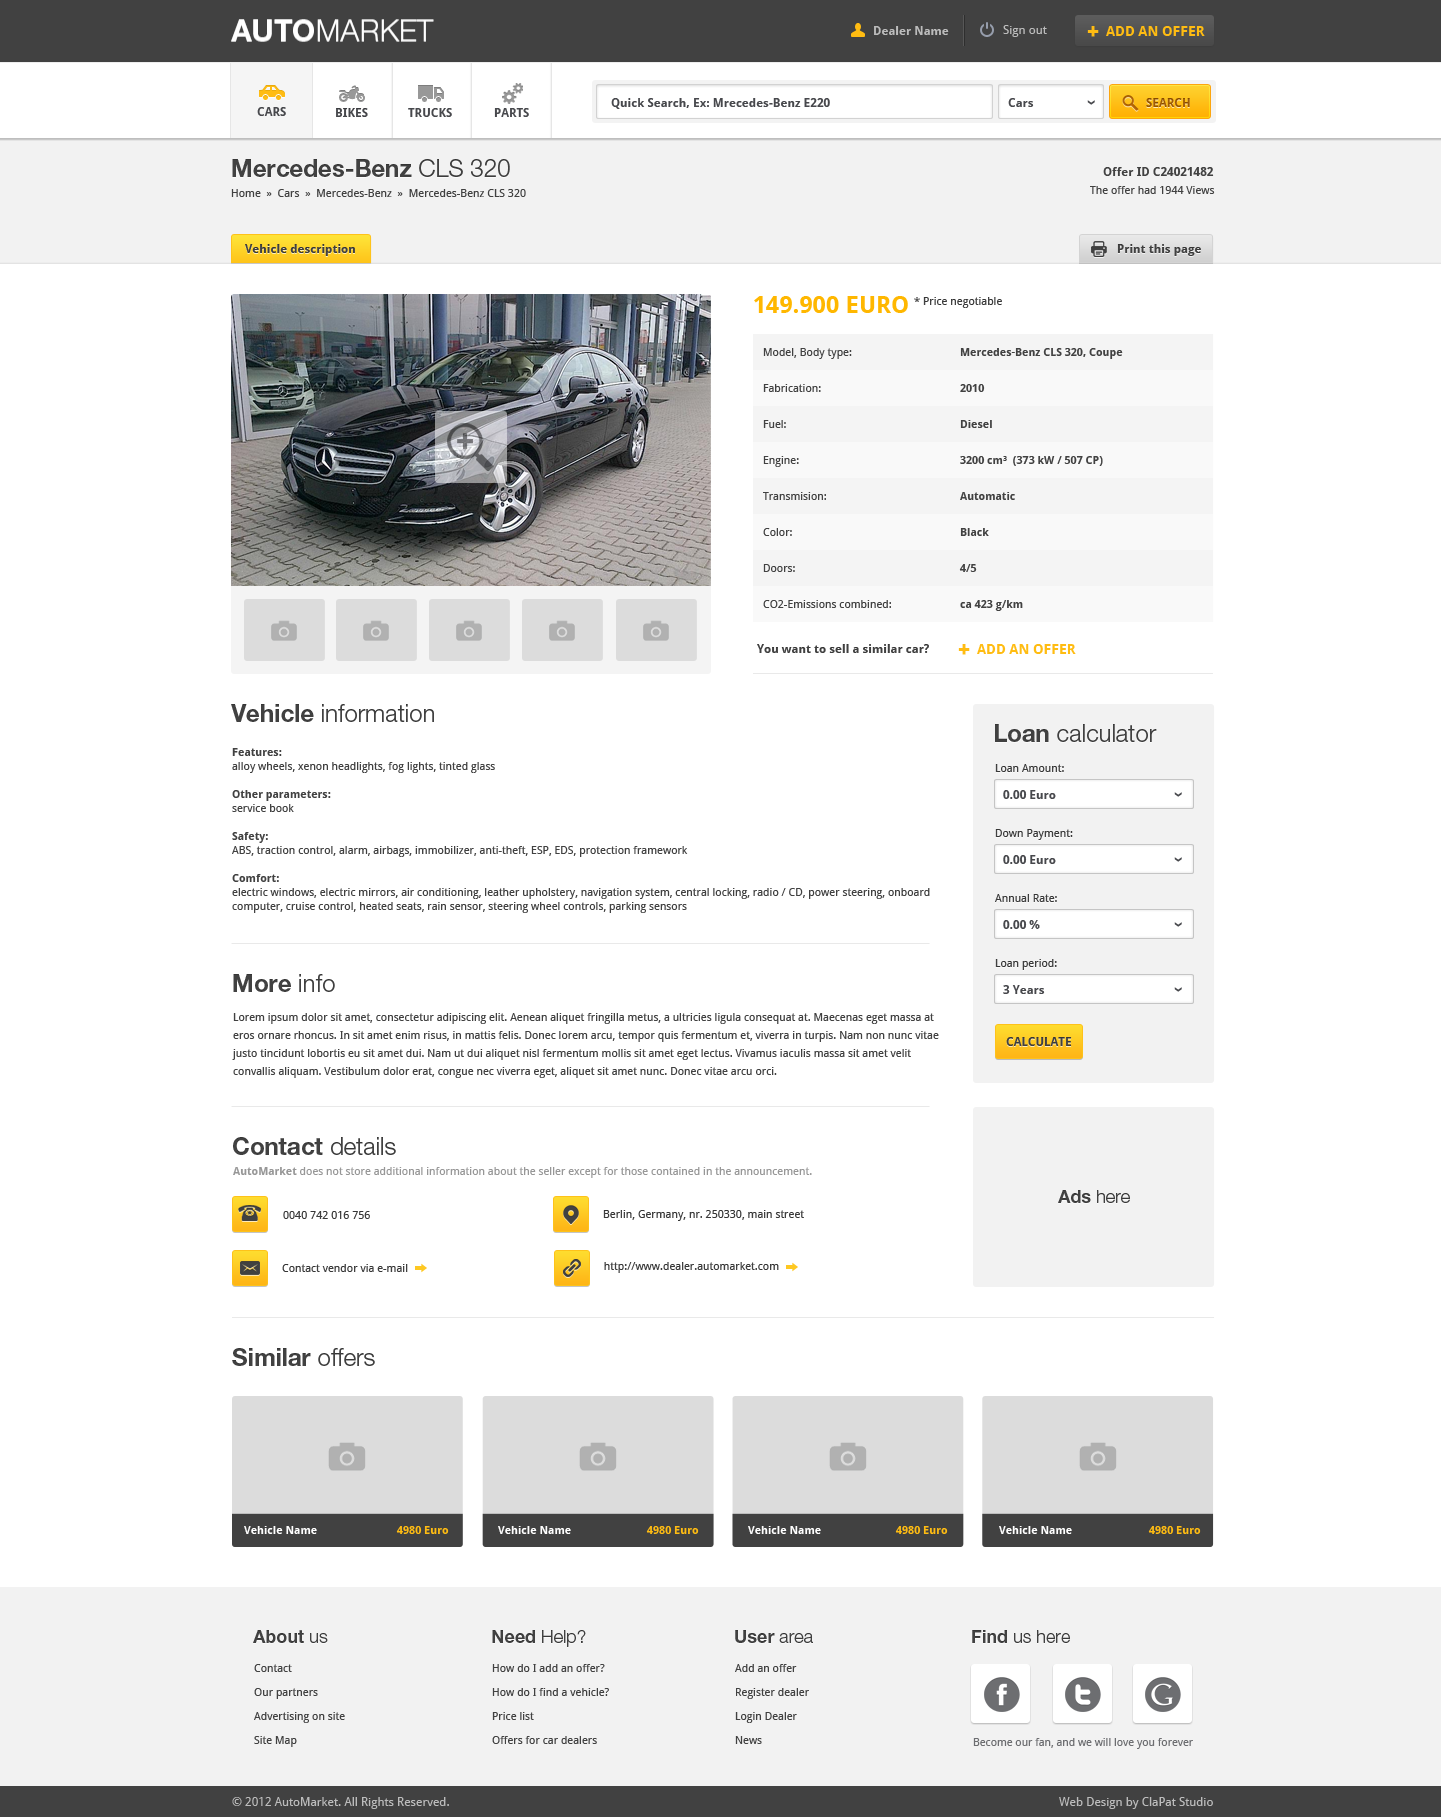 AUTOMARKET
Dealer Name
Sign out
ADD AN OFFER
CARS
BIKES
TRUCKS
PARTS
Quick Search, Ex: Mrecedes-Benz E220
Cars
SEARCH
Mercedes-Benz CLS 320
Home » Cars » Mercedes-Benz » Mercedes-Benz CLS 320
Offer ID C24021482
The offer had 1944 Views
Vehicle description
Print this page
149.900 EURO * Price negotiable
Model, Body type: Mercedes-Benz CLS 320, Coupe
Fabrication: 2010
Fuel: Diesel
Engine: 3200 cm³ (373 kW / 507 CP)
Transmision: Automatic
Color: Black
Doors: 4/5
CO2-Emissions combined: ca 423 g/km
You want to sell a similar car? ADD AN OFFER
Vehicle information
Features:
alloy wheels, xenon headlights, fog lights, tinted glass
Other parameters:
service book
Safety:
ABS, traction control, alarm, airbags, immobilizer, anti-theft, ESP, EDS, protection framework
Comfort:
electric windows, electric mirrors, air conditioning, leather upholstery, navigation system, central locking, radio / CD, power steering, onboard
computer, cruise control, heated seats, rain sensor, steering wheel controls, parking sensors
Loan calculator
Loan Amount:
0.00 Euro
Down Payment:
0.00 Euro
Annual Rate:
0.00 %
Loan period:
3 Years
CALCULATE
More info
Lorem ipsum dolor sit amet, consectetur adipiscing elit. Aenean aliquet fringilla metus, a ultricies ligula consequat at. Maecenas eget massa at
eros ornare rhoncus. In sit amet enim risus, in mattis felis. Donec lorem arcu, tempor quis fermentum et, viverra in turpis. Nam non nunc vitae
justo tincidunt lobortis eu sit amet dui. Nam ut dui aliquet nisl fermentum mollis sit amet eget lectus. Vivamus iaculis massa sit amet velit
convallis aliquam. Vestibulum dolor erat, congue nec viverra eget, aliquet sit amet nunc. Donec vitae arcu orci.
Ads here
Contact details
AutoMarket does not store additional information about the seller except for those contained in the announcement.
0040 742 016 756
Berlin, Germany, nr. 250330, main street
Contact vendor via e-mail
http://www.dealer.automarket.com
Similar offers
Vehicle Name 4980 Euro
Vehicle Name 4980 Euro
Vehicle Name 4980 Euro
Vehicle Name 4980 Euro
About us
Contact
Our partners
Advertising on site
Site Map
Need Help?
How do I add an offer?
How do I find a vehicle?
Price list
Offers for car dealers
User area
Add an offer
Register dealer
Login Dealer
News
Find us here
Become our fan, and we will love you forever
© 2012 AutoMarket. All Rights Reserved.
Web Design by ClaPat Studio